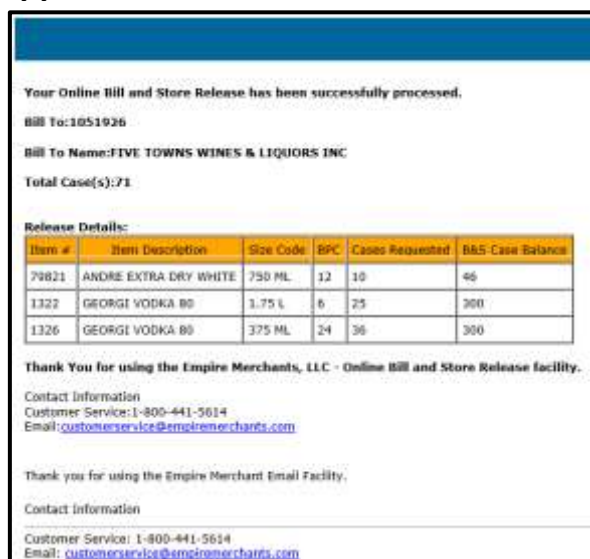 Your Online Bill and Store Release has been successfully processed.
Bill To:1051926
Bill To Name:FIVE TOWNS WINES & LIQUORS INC
Total Case(s):71
Release Details:
Item # Item Description Size Code BPC Cases Requested B&S Case Balance
79821 ANDRE EXTRA DRY WHITE 750 ML 12 10 46
1322 GEORGI VODKA 80 1.75 L 6 25 300
1326 GEORGI VODKA 80 375 ML 24 36 300
Thank You for using the Empire Merchants, LLC - Online Bill and Store Release facility.
Contact Information
Customer Service:1-800-441-5614
Email:customerservice@empiremerchants.com
Thank you for using the Empire Merchant Email Facility.
Contact Information
Customer Service: 1-800-441-5614
Email: customerservice@empiremerchants.com